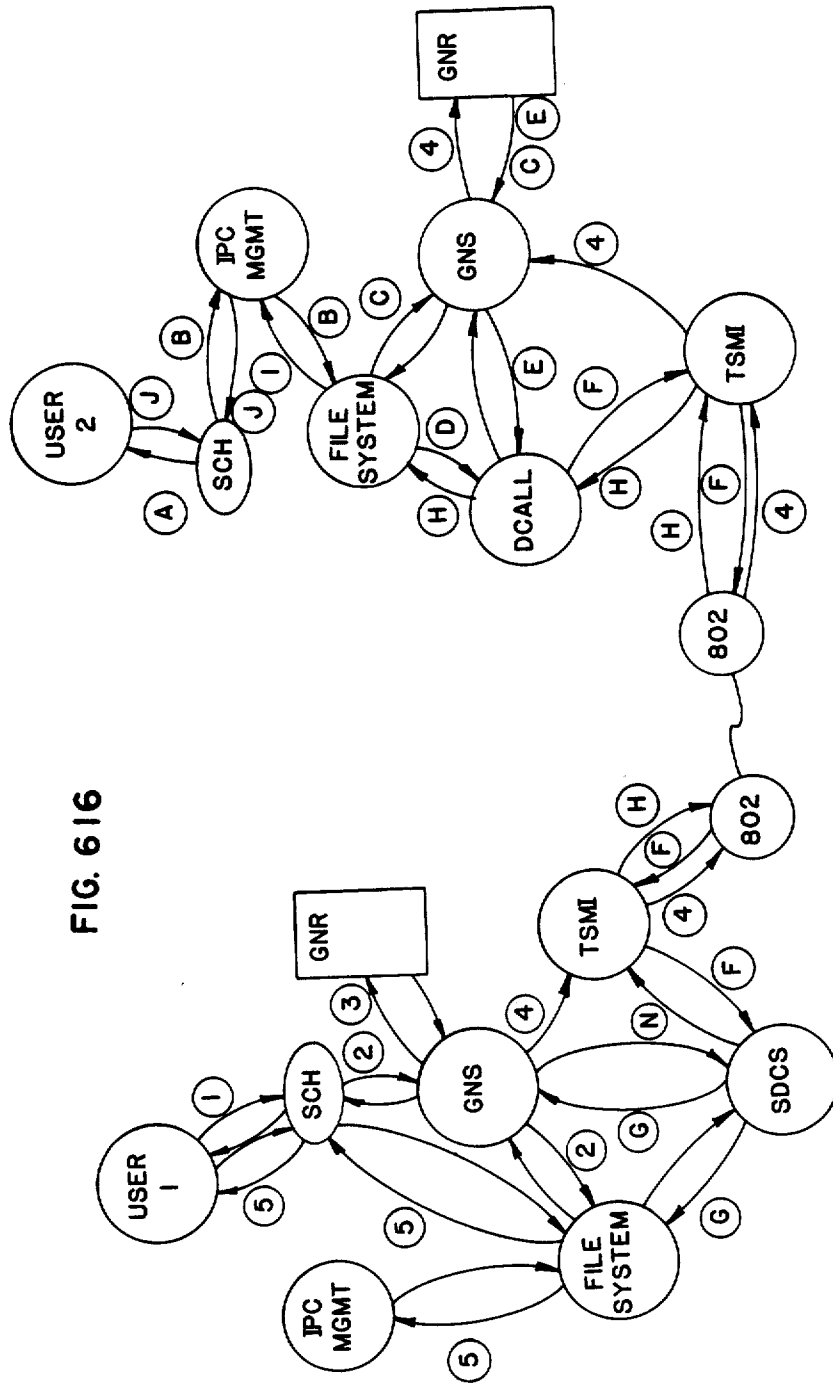 FIG. 616
USER
1
1
5
SCH
2
3
GNR
GNS
4
5
IPC
MGMT
5
FILE
SYSTEM
2
G
G
SDCS
N
F
TSMI
4
F
H
802
802
H
F
4
TSMI
4
F
H
DCALL
E
D
H
FILE
SYSTEM
C
B
I
GNS
4
C
E
GNR
IPC
MGMT
B
J
SCH
A
J
USER
2